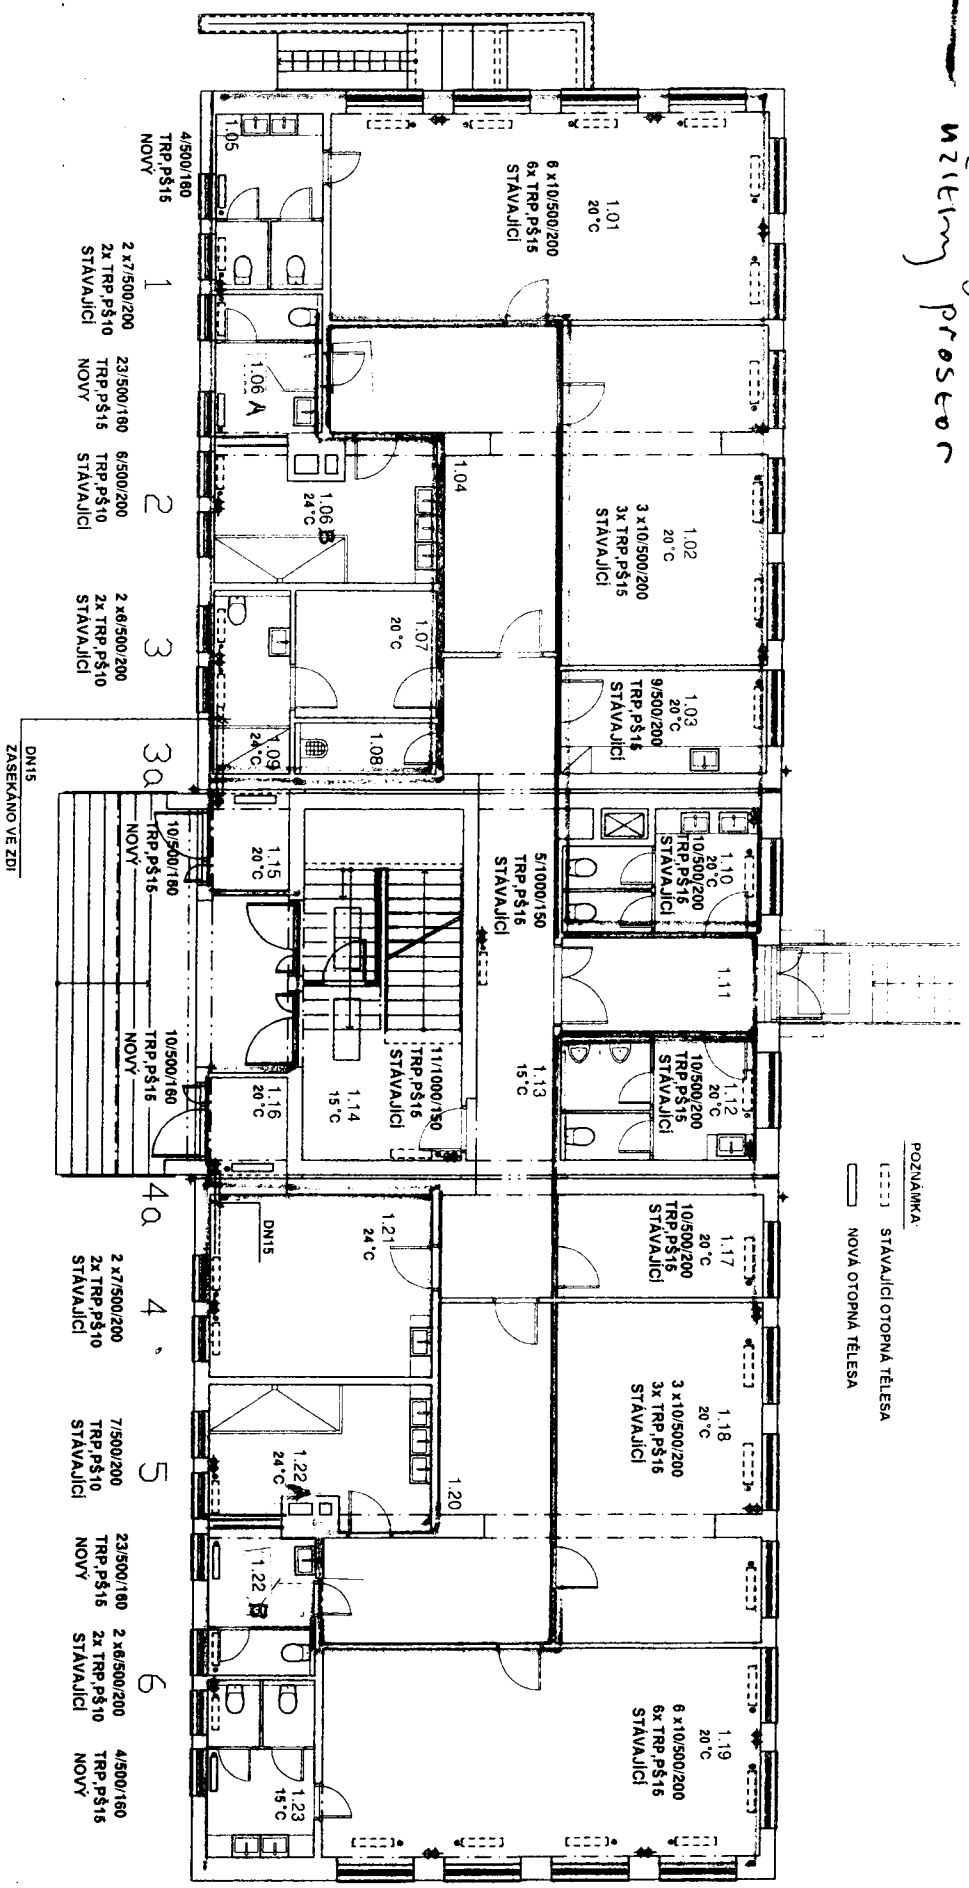 užitný prostor
POZNÁMKA:
STÁVAJÍCÍ OTOPNÁ TĚLESA
NOVÁ OTOPNÁ TĚLESA
1.01
20°C
6 x10/500/200
6x TRP,PŠ15
STÁVAJÍCÍ
1.02
20°C
3 x10/500/200
3x TRP,PŠ15
STÁVAJÍCÍ
1.03
20°C
9/500/200
TRP,PŠ15
STÁVAJÍCÍ
1.10
20°C
10/500/200
TRP,PŠ15
STÁVAJÍCÍ
1.11
1.12
20°C
10/500/200
TRP,PŠ15
STÁVAJÍCÍ
1.17
20°C
10/500/200
TRP,PŠ15
STÁVAJÍCÍ
1.18
20°C
3 x10/500/200
3x TRP,PŠ15
STÁVAJÍCÍ
1.19
20°C
6 x10/500/200
6x TRP,PŠ15
STÁVAJÍCÍ
5/1000/150
TRP,PŠ15
STÁVAJÍCÍ
1.13
15°C
1.04
1.20
11/1000/150
TRP,PŠ15
STÁVAJÍCÍ
1.14
15°C
1.05
1.06 A
1.06 B
24°C
1.07
20°C
1.08
1.09
24°C
1.15
20°C
1.16
20°C
1.21
24°C
DN15
1.22 A
24°C
1.22 B
1.23
15°C
10/500/160
TRP,PŠ15
NOVÝ
10/500/160
TRP,PŠ15
NOVÝ
1
2
3
3a
4a
4
5
6
4/500/160
TRP,PŠ15
NOVÝ
2 x7/500/200
2x TRP,PŠ10
STÁVAJÍCÍ
23/500/160
TRP,PŠ15
NOVÝ
6/500/200
TRP,PŠ10
STÁVAJÍCÍ
2 x6/500/200
2x TRP,PŠ10
STÁVAJÍCÍ
DN15
ZASEKÁNO VE ZDI
2 x7/500/200
2x TRP,PŠ10
STÁVAJÍCÍ
7/500/200
TRP,PŠ10
STÁVAJÍCÍ
23/500/160
TRP,PŠ15
NOVÝ
2 x6/500/200
2x TRP,PŠ10
STÁVAJÍCÍ
4/500/160
TRP,PŠ15
NOVÝ